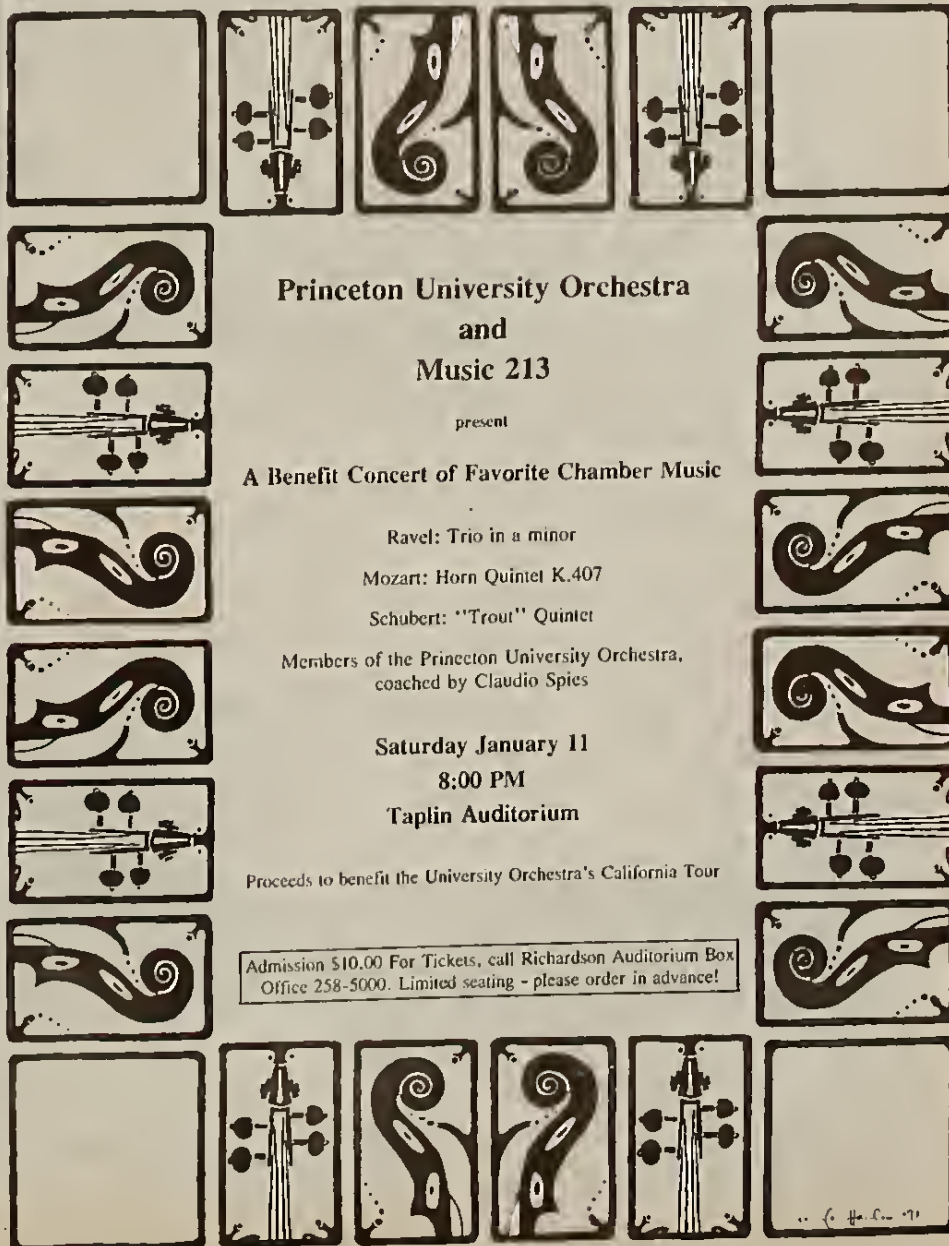 Princeton University Orchestra
and
Music 213
present
A Benefit Concert of Favorite Chamber Music
Ravel: Trio in a minor
Mozart: Horn Quintet K.407
Schubert: "Trout" Quintet
Members of the Princeton University Orchestra,
coached by Claudio Spies
Saturday January 11
8:00 PM
Taplin Auditorium
Proceeds to benefit the University Orchestra's California Tour
Admission $10.00 For Tickets, call Richardson Auditorium Box
Office 258-5000. Limited seating - please order in advance!